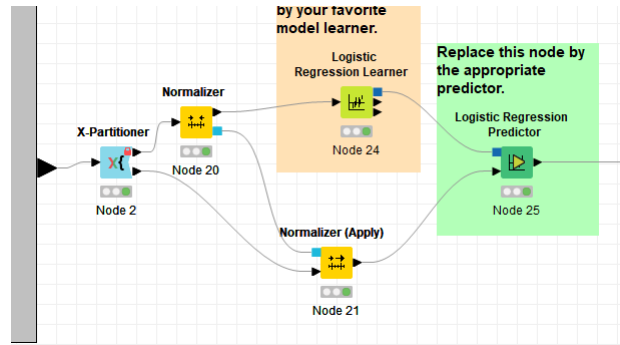 by your favorite
model learner.
Logistic
Regression Learner
Node 24
Replace this node by
the appropriate
predictor.
Logistic Regression
Predictor
Node 25
Normalizer
Node 20
X-Partitioner
Node 2
Normalizer (Apply)
Node 21